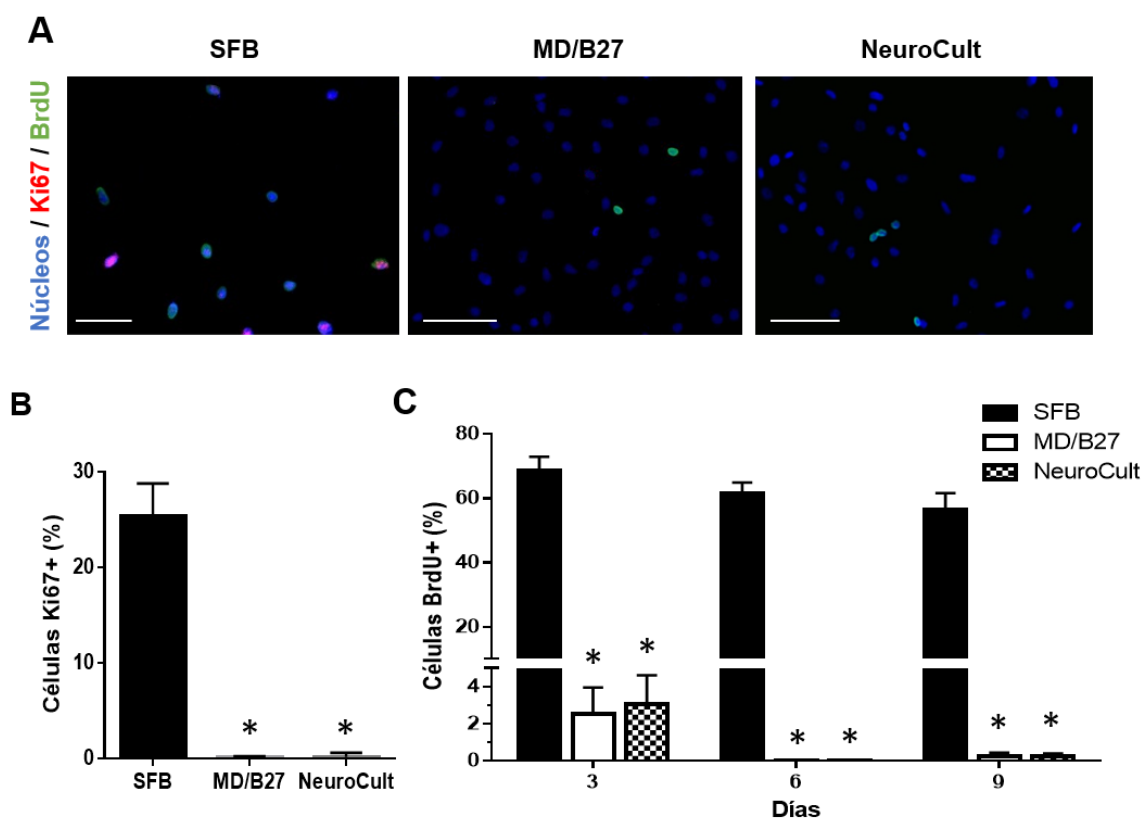 A
SFB
MD/B27
NeuroCult
Núcleos / Ki67 / BrdU
B
C
SFB
MD/B27
NeuroCult
Células Ki67+ (%)
30
20
10
0
*
*
SFB
MD/B27
NeuroCult
Células BrdU+ (%)
80
60
40
20
4
2
0
*
*
*
*
*
*
3
6
9
Días